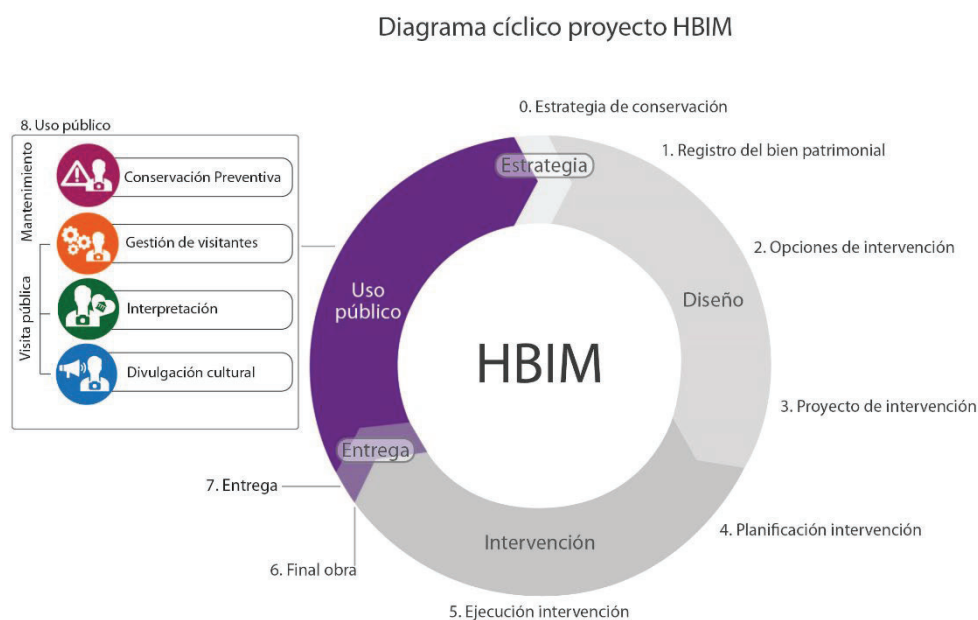 Diagrama cíclico proyecto HBIM
0. Estrategia de conservación
1. Registro del bien patrimonial
2. Opciones de intervención
3. Proyecto de intervención
4. Planificación intervención
5. Ejecución intervención
6. Final obra
7. Entrega
8. Uso público
Mantenimiento
Conservación Preventiva
Visita pública
Gestión de visitantes
Interpretación
Divulgación cultural
Estrategia
Diseño
Intervención
Entrega
Uso
público
HBIM